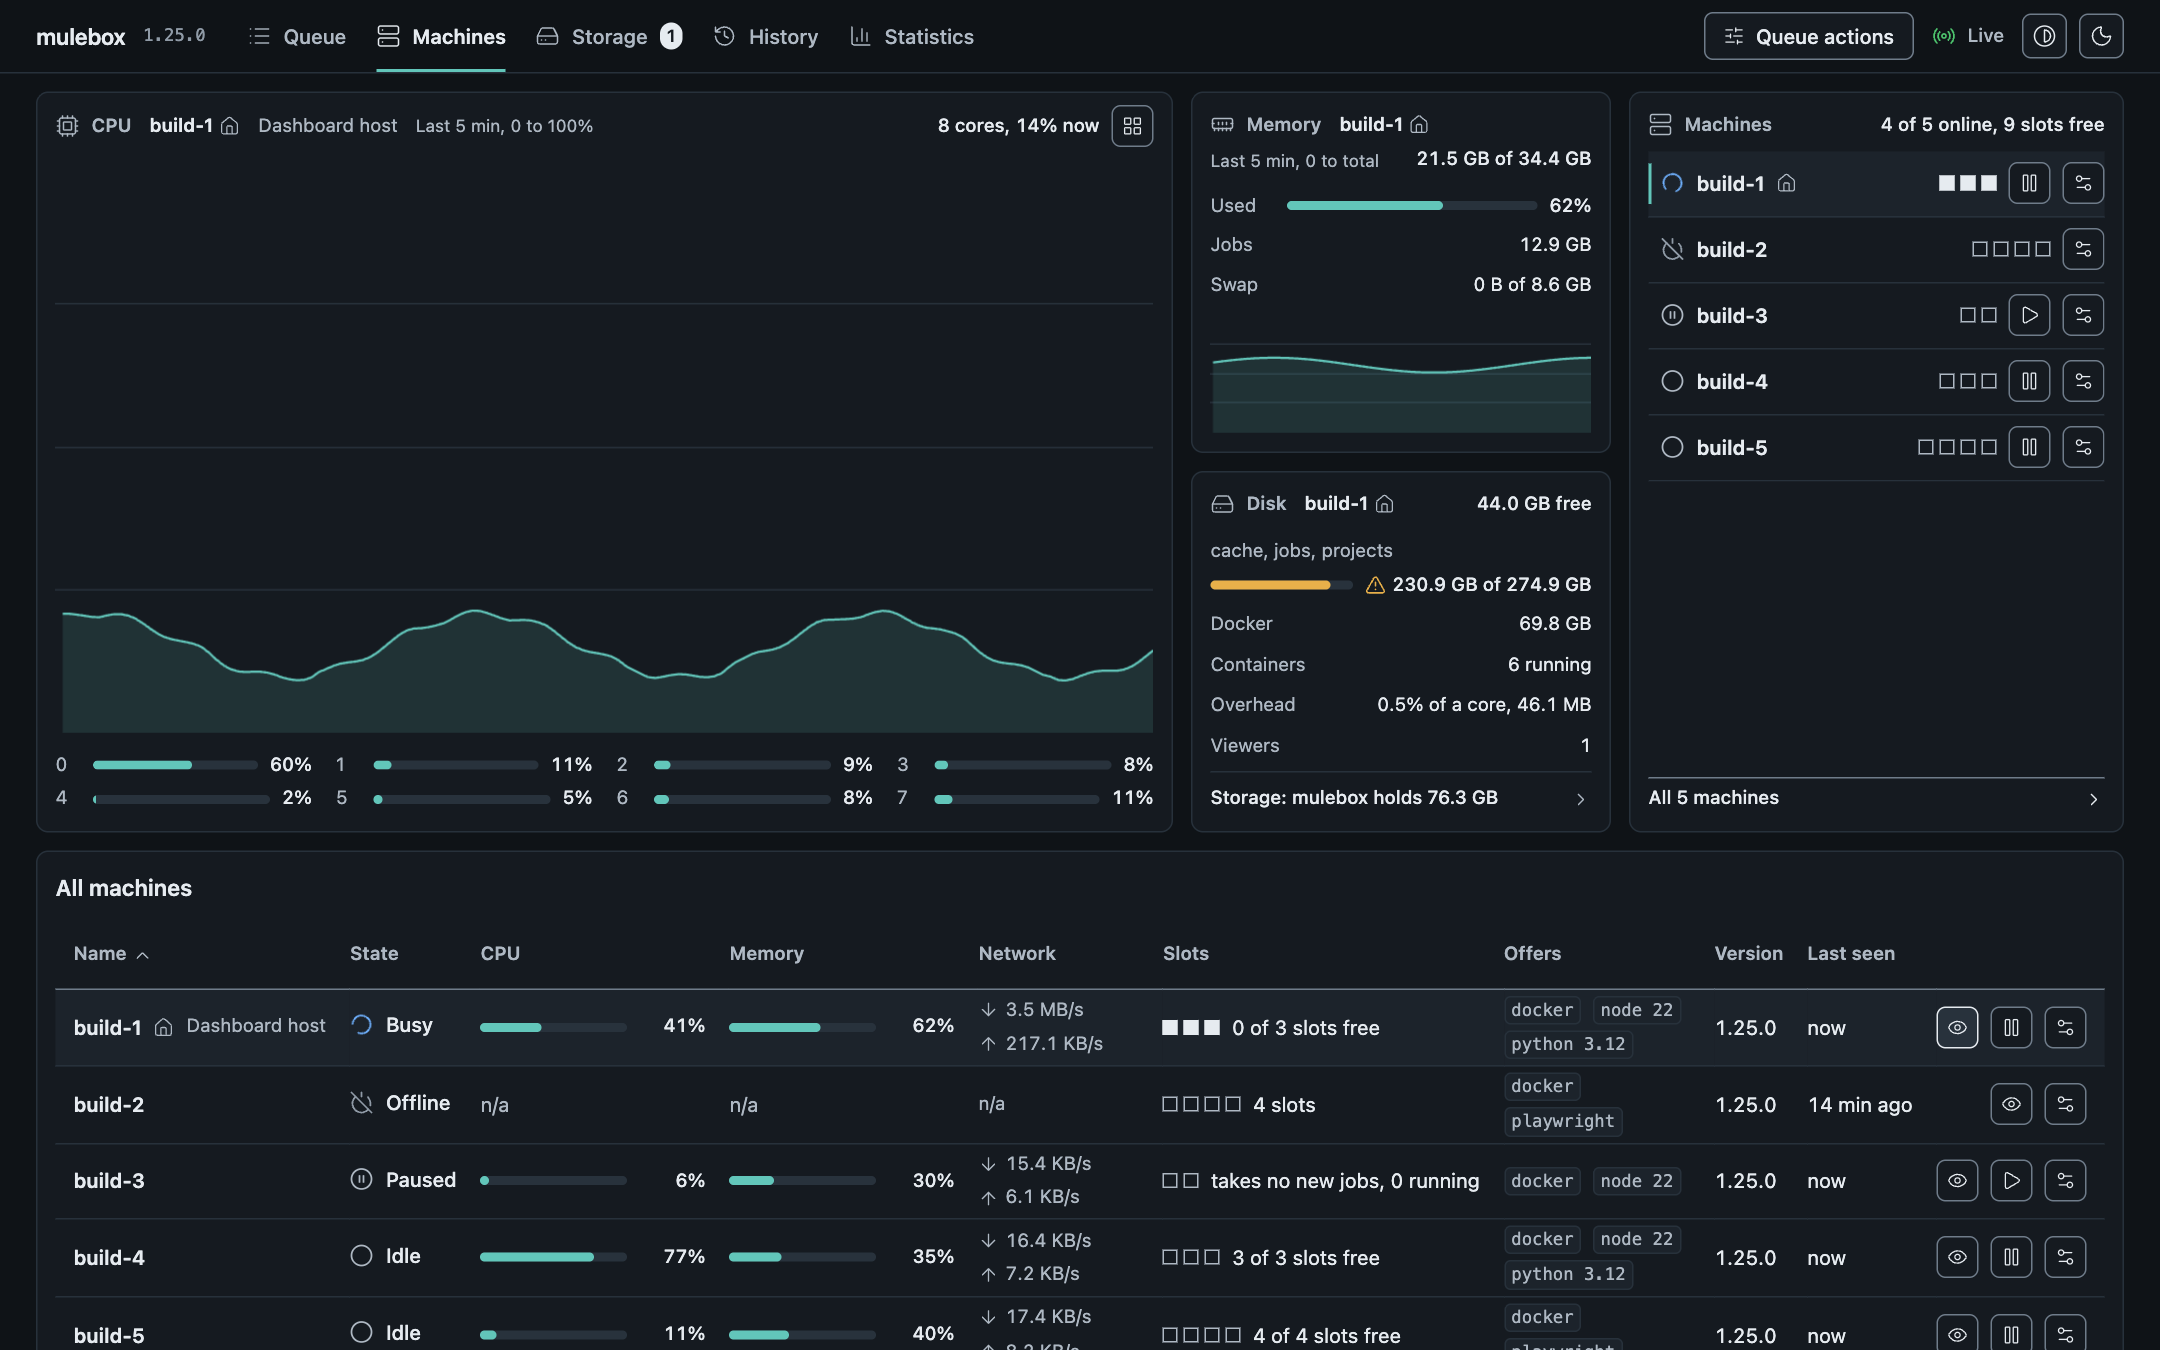 mulebox 1.25.0 Queue Machines Storage 1 History Statistics Queue actions Live
CPU build-1 Dashboard host Last 5 min, 0 to 100% 8 cores, 14% now
0 60% 1 11% 2 9% 3 8%
4 2% 5 5% 6 8% 7 11%
Memory build-1
Last 5 min, 0 to total 21.5 GB of 34.4 GB
Used 62%
Jobs 12.9 GB
Swap 0 B of 8.6 GB
Disk build-1 44.0 GB free
cache, jobs, projects
230.9 GB of 274.9 GB
Docker 69.8 GB
Containers 6 running
Overhead 0.5% of a core, 46.1 MB
Viewers 1
Storage: mulebox holds 76.3 GB
Machines 4 of 5 online, 9 slots free
build-1
build-2
build-3
build-4
build-5
All 5 machines
All machines
Name State CPU Memory Network Slots Offers Version Last seen
build-1 Dashboard host Busy 41% 62% 3.5 MB/s 0 of 3 slots free docker node 22 1.25.0 now
217.1 KB/s python 3.12
build-2 Offline n/a n/a n/a 4 slots docker 1.25.0 14 min ago
playwright
build-3 Paused 6% 30% 15.4 KB/s takes no new jobs, 0 running docker node 22 1.25.0 now
6.1 KB/s
build-4 Idle 77% 35% 16.4 KB/s 3 of 3 slots free docker node 22 1.25.0 now
7.2 KB/s python 3.12
build-5 Idle 11% 40% 17.4 KB/s 4 of 4 slots free docker 1.25.0 now